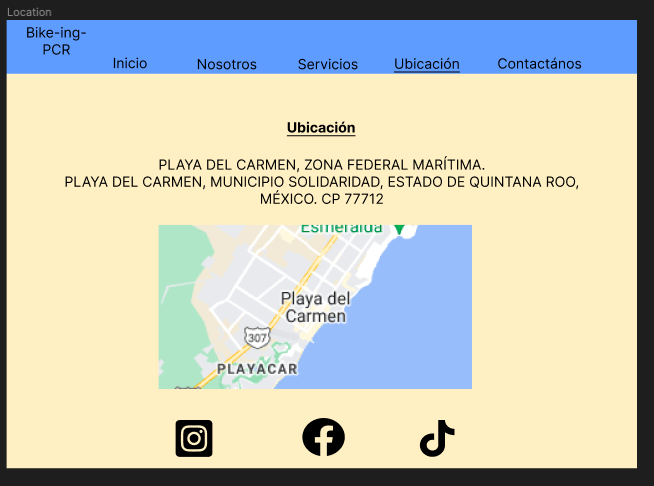 Location
Bike-ing-
PCR
Inicio Nosotros Servicios Ubicación Contactános
Ubicación
PLAYA DEL CARMEN, ZONA FEDERAL MARÍTIMA.
PLAYA DEL CARMEN, MUNICIPIO SOLIDARIDAD, ESTADO DE QUINTANA ROO,
MÉXICO. CP 77712
Esmeralda
Playa del
Carmen
307
PLAYACAR